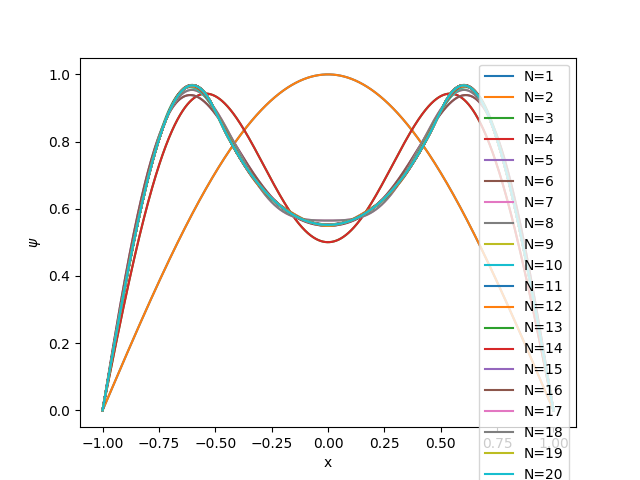 1.0
0.8
0.6
0.4
0.2
0.0
ψ
−1.00 −0.75 −0.50 −0.25 0.00 0.25 0.50 0.75 1.00
x
N=1
N=2
N=3
N=4
N=5
N=6
N=7
N=8
N=9
N=10
N=11
N=12
N=13
N=14
N=15
N=16
N=17
N=18
N=19
N=20